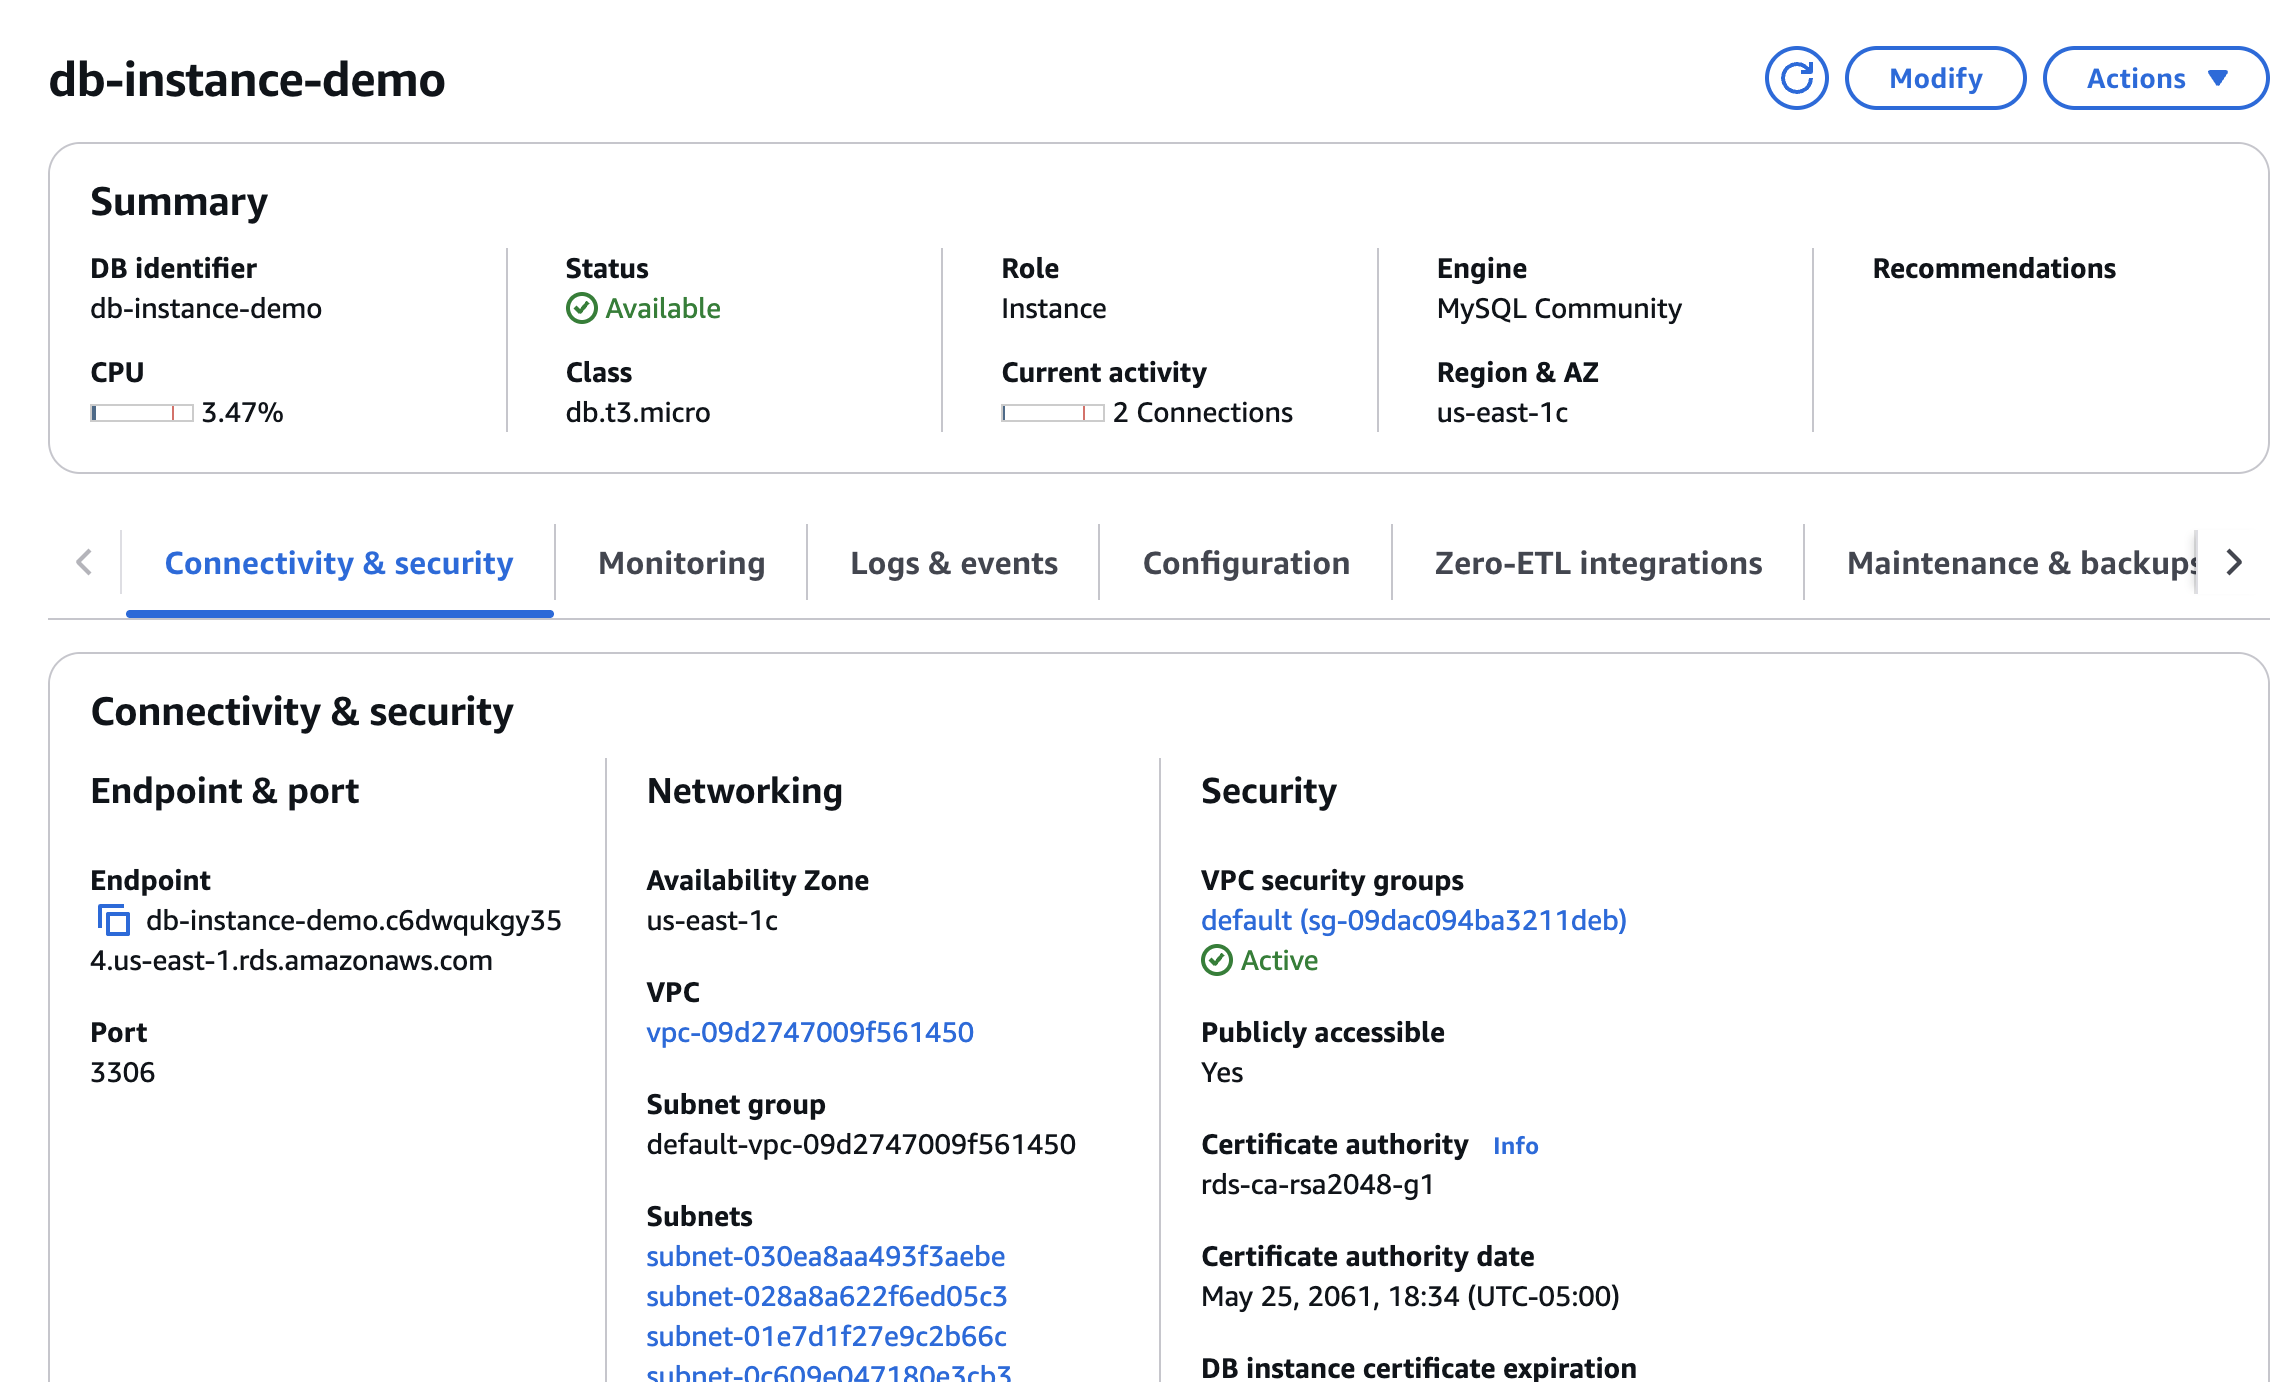 db-instance-demo
Modify
Actions
Summary
DB identifier
db-instance-demo
CPU
3.47%
Status
Available
Class
db.t3.micro
Role
Instance
Current activity
2 Connections
Engine
MySQL Community
Region & AZ
us-east-1c
Recommendations
Connectivity & security
Monitoring
Logs & events
Configuration
Zero-ETL integrations
Maintenance & backups
Connectivity & security
Endpoint & port
Endpoint
db-instance-demo.c6dwqukgy35
4.us-east-1.rds.amazonaws.com
Port
3306
Networking
Availability Zone
us-east-1c
VPC
vpc-09d2747009f561450
Subnet group
default-vpc-09d2747009f561450
Subnets
subnet-030ea8aa493f3aebe
subnet-028a8a622f6ed05c3
subnet-01e7d1f27e9c2b66c
subnet-0c609e047180e3cb3
Security
VPC security groups
default (sg-09dac094ba3211deb)
Active
Publicly accessible
Yes
Certificate authority Info
rds-ca-rsa2048-g1
Certificate authority date
May 25, 2061, 18:34 (UTC-05:00)
DB instance certificate expiration